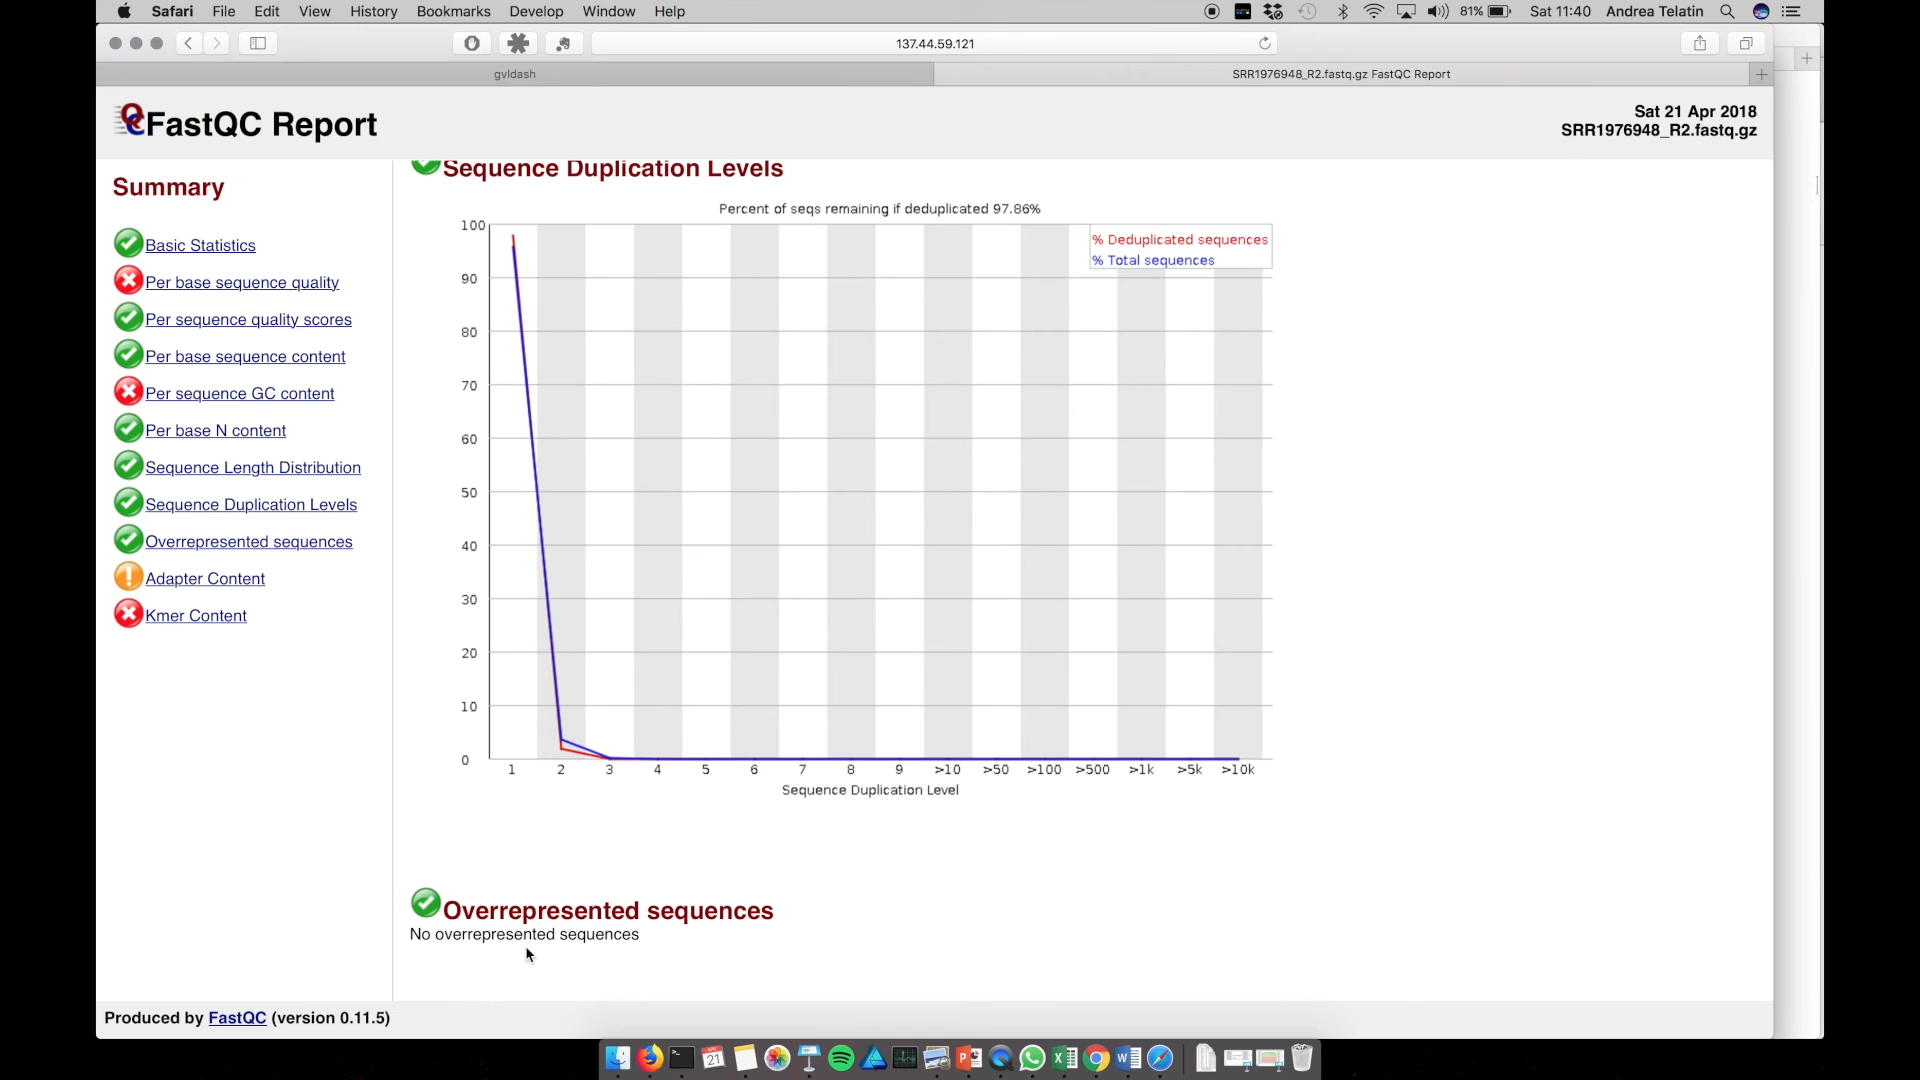 Safari File Edit View History Bookmarks Develop Window Help 81% Sat 11:40 Andrea Telatin
137.44.59.121
gvldash SRR1976948_R2.fastq.gz FastQC Report
FastQC Report
Sat 21 Apr 2018
SRR1976948_R2.fastq.gz
Summary
Basic Statistics
Per base sequence quality
Per sequence quality scores
Per base sequence content
Per sequence GC content
Per base N content
Sequence Length Distribution
Sequence Duplication Levels
Overrepresented sequences
Adapter Content
Kmer Content
Sequence Duplication Levels
Percent of seqs remaining if deduplicated 97.86%
% Deduplicated sequences
% Total sequences
100
90
80
70
60
50
40
30
20
10
0
1 2 3 4 5 6 7 8 9 >10 >50 >100 >500 >1k >5k >10k
Sequence Duplication Level
Overrepresented sequences
No overrepresented sequences
Produced by FastQC (version 0.11.5)
21